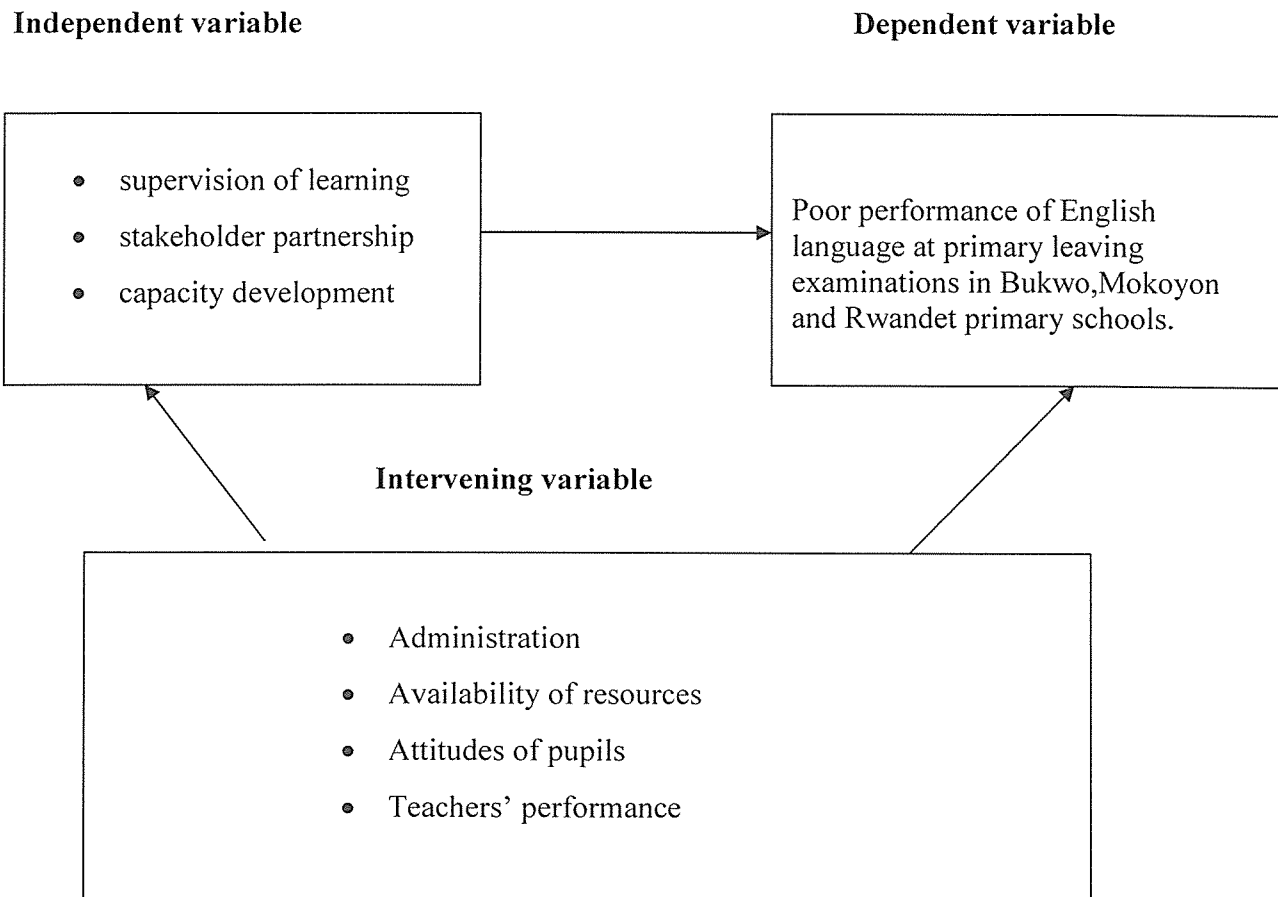 Independent variable
Dependent variable
• supervision of learning
• stakeholder partnership
• capacity development
Poor performance of English
language at primary leaving
examinations in Bukwo,Mokoyon
and Rwandet primary schools.
Intervening variable
• Administration
• Availability of resources
• Attitudes of pupils
• Teachers’ performance